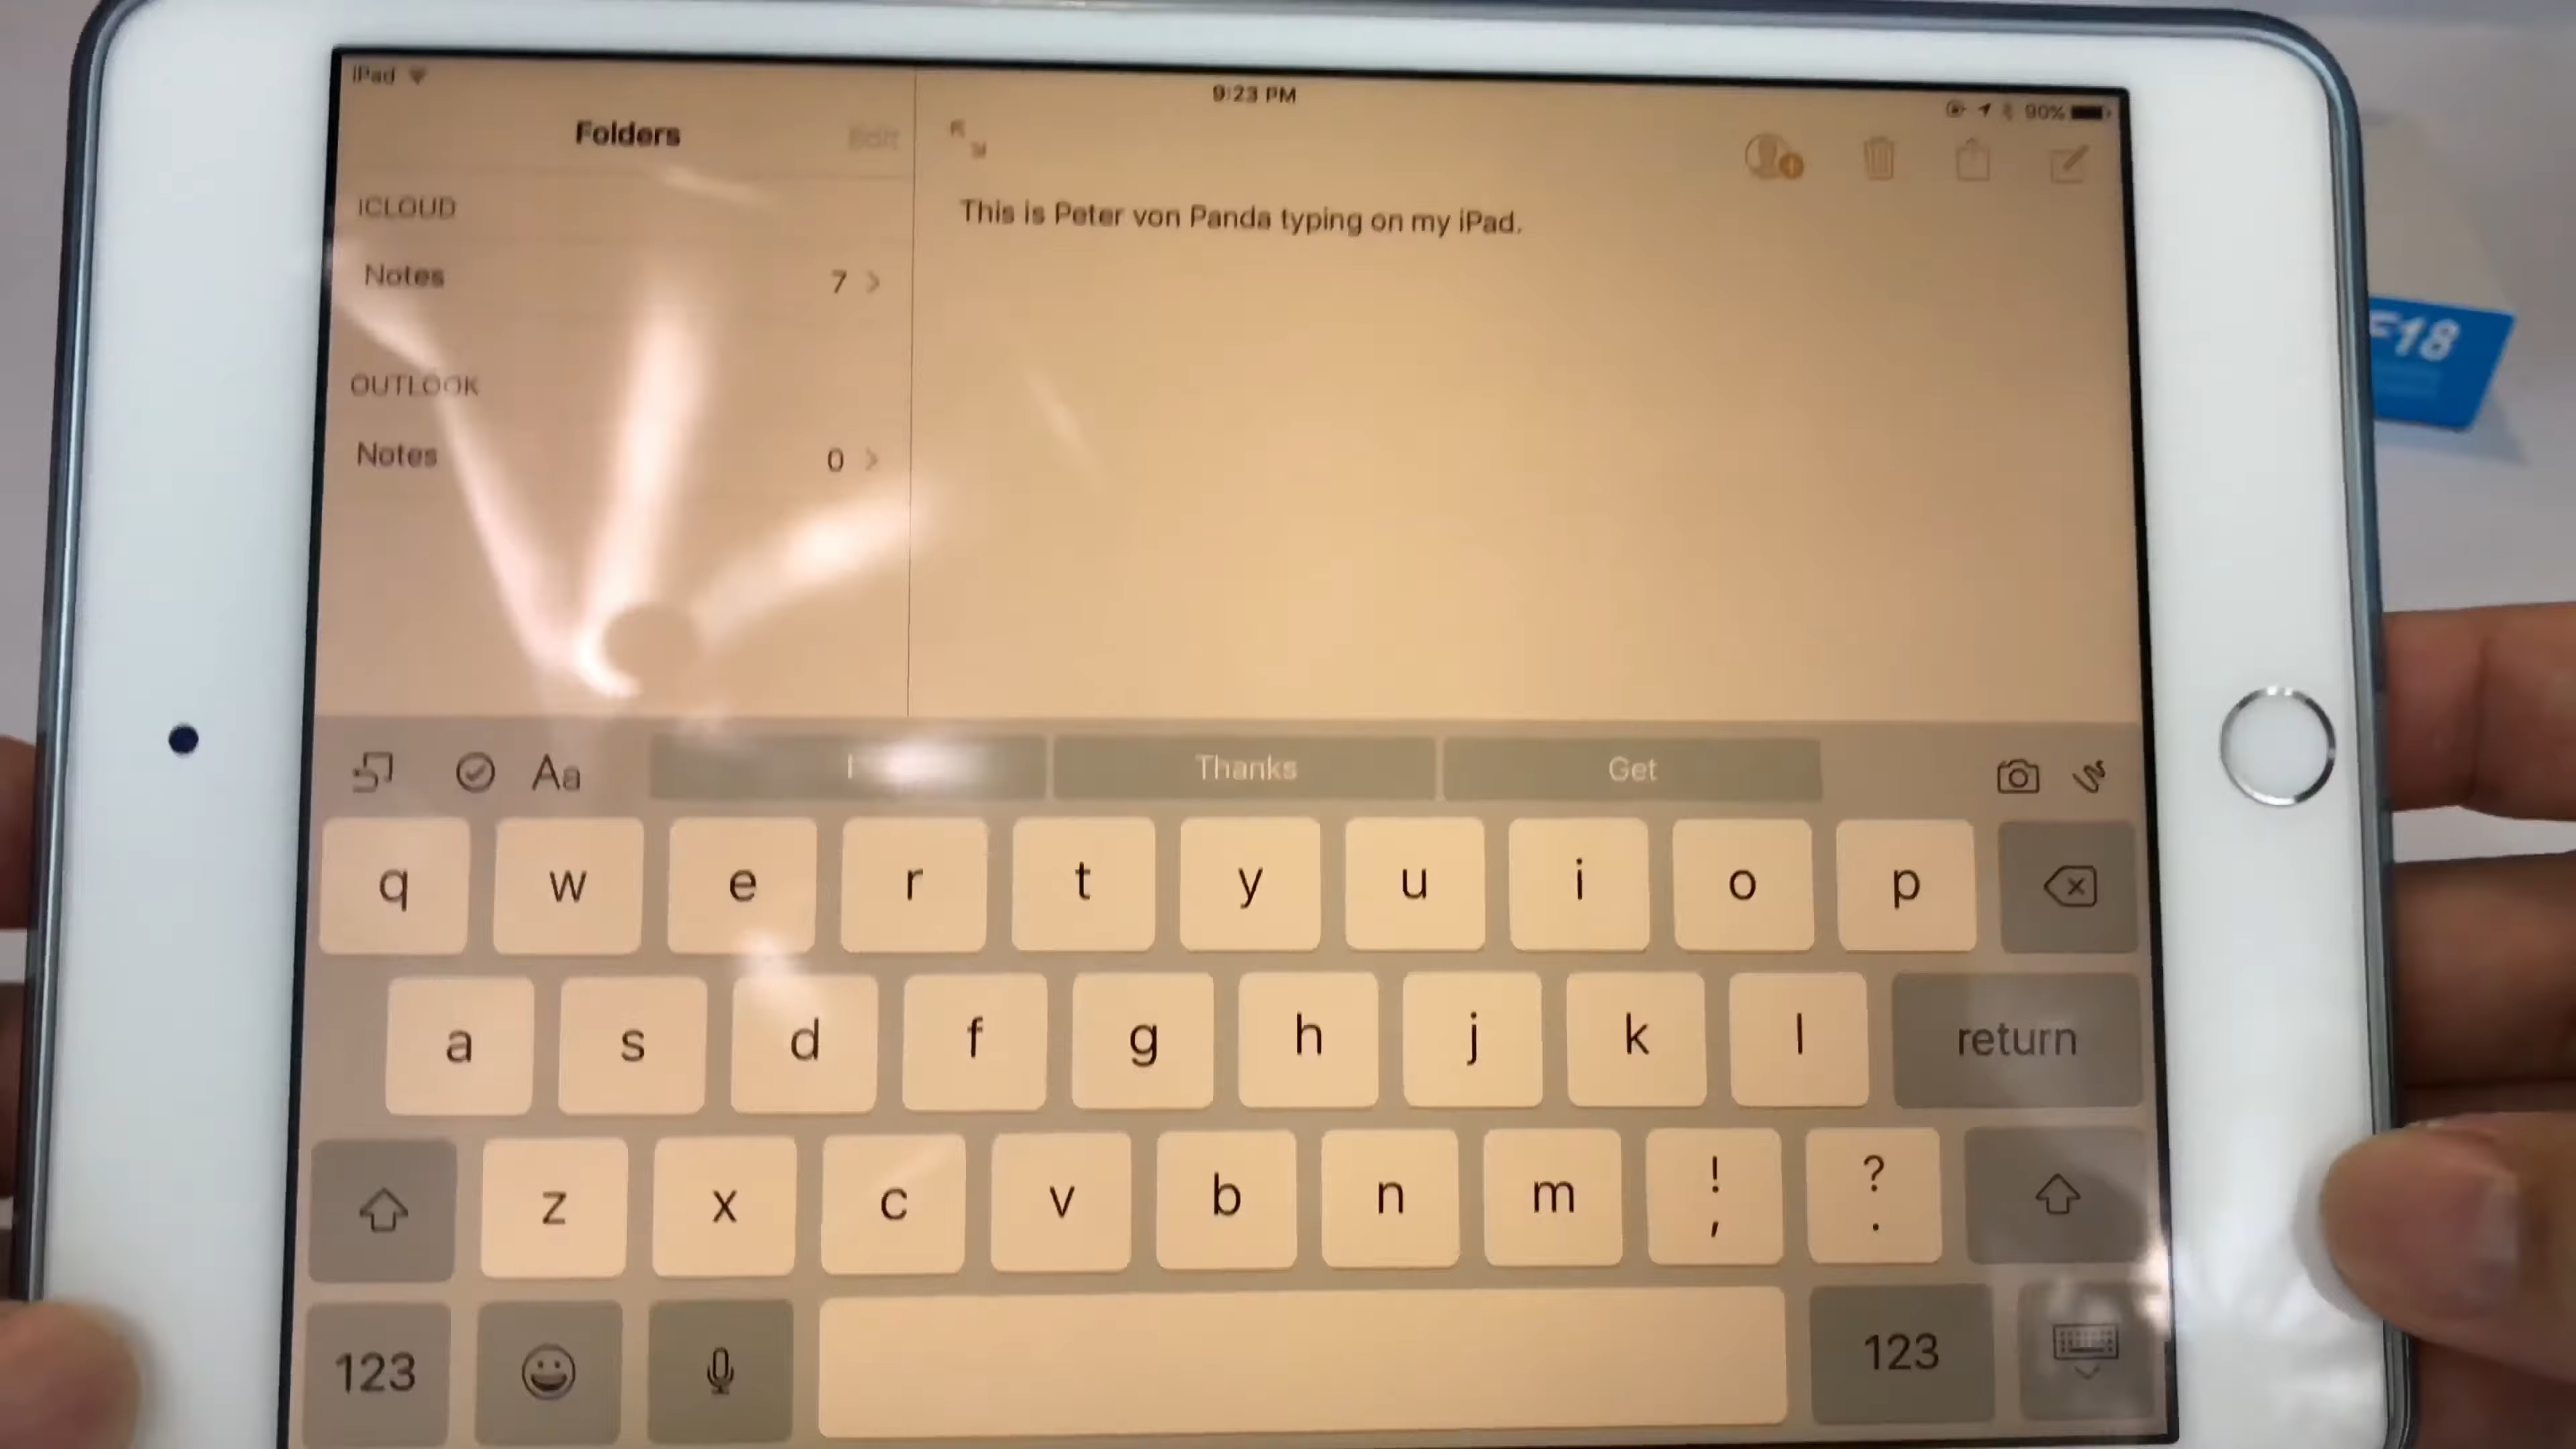 iPad
9:23 PM
90%
Folders
Edit
ICLOUD
Notes
7
OUTLOOK
Notes
0
This is Peter von Panda typing on my iPad.
F18
Aa
Thanks
Get
q w e r t y u i o p
a s d f g h j k l return
z x c v b n m ! , ? .
123
123